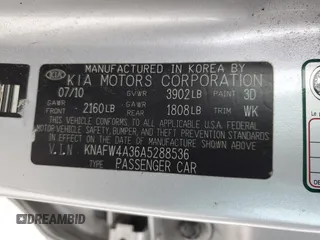 MANUFACTURED IN KOREA BY
KIA KIA MOTORS CORPORATION
07/10 GVWR 3902LB PAINT 3D
GAWR FRONT 2160LB GAWR 1808LB TRIM WK
THIS VEHICLE CONFORMS TO ALL APPLICABLE
U.S.A. FEDERAL MOTOR VEHICLE SAFETY,
BUMPER, AND THEFT PREVENTION STANDARDS
IN EFFECT ON THE DATE OF MANUFACTURE
SHOWN ABOVE.
V.I.N KNAFW4A36A5288536
PASSENGER CAR
DREAMBID